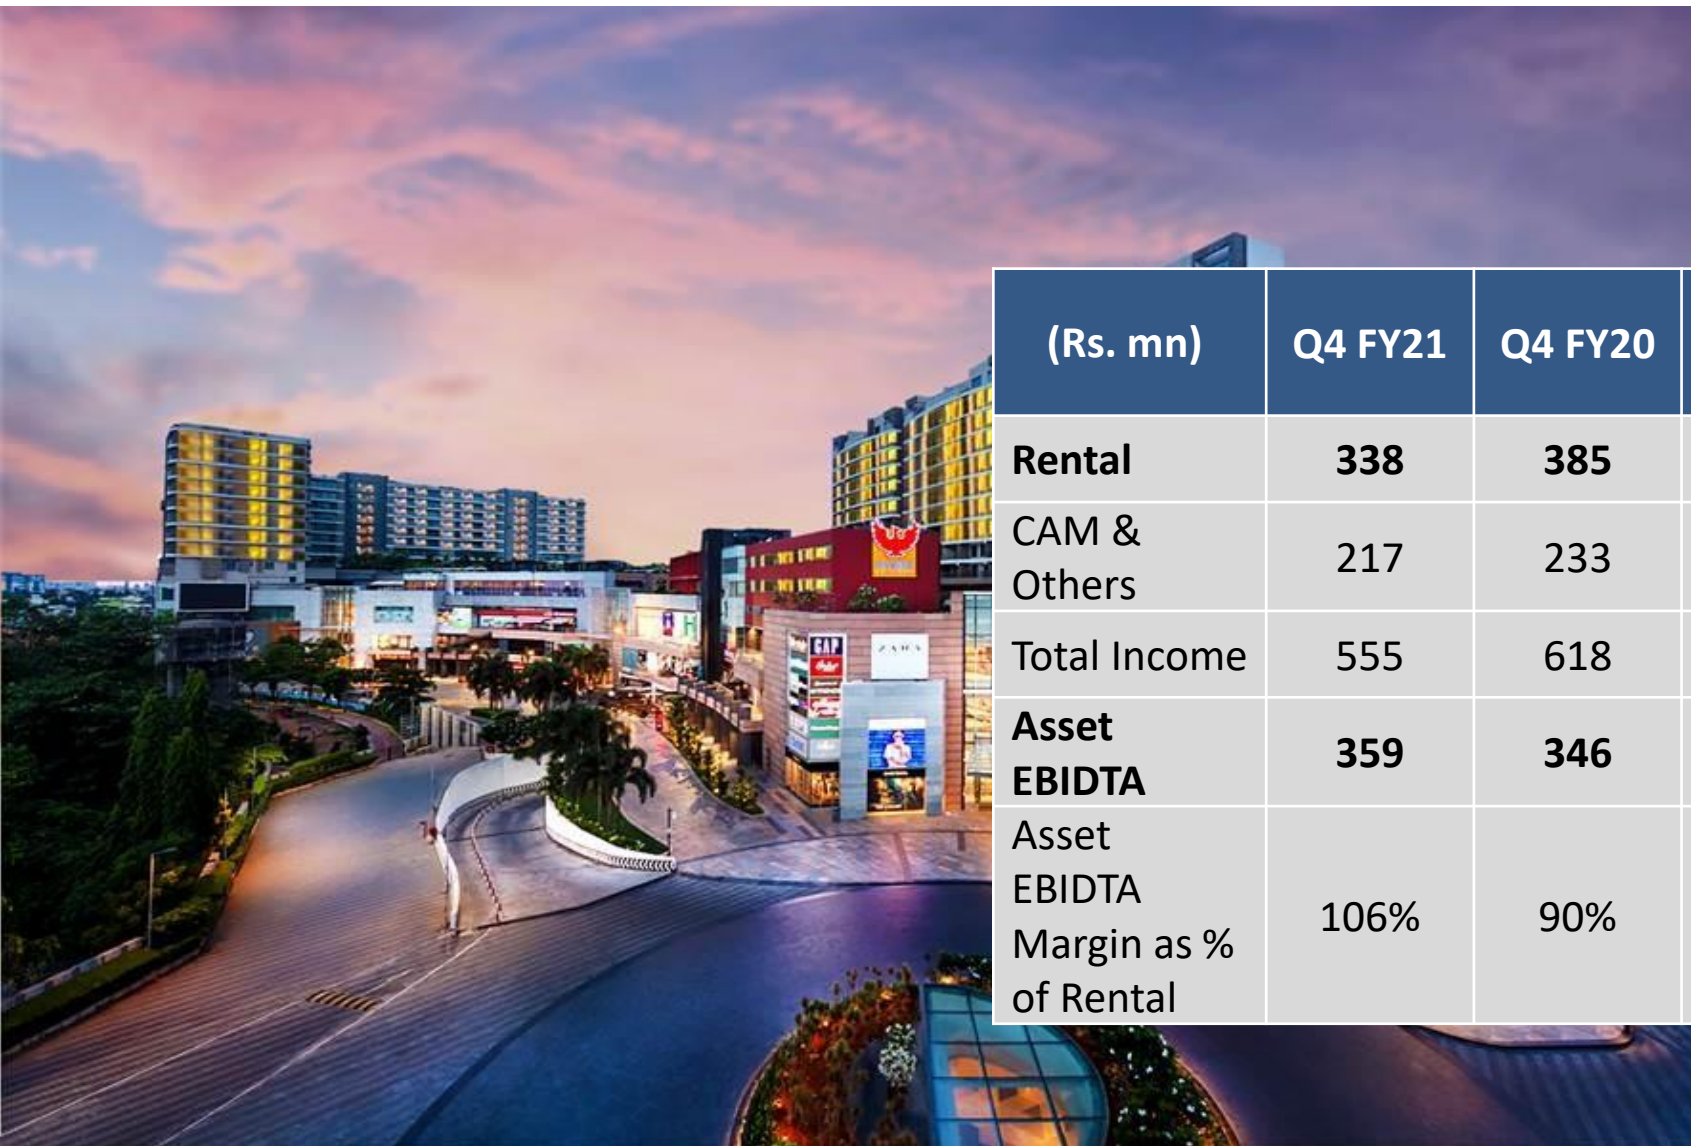 (Rs. mn) Q4 FY21 Q4 FY20
Rental 338 385
CAM &
Others 217 233
Total Income 555 618
Asset
EBIDTA 359 346
Asset
EBIDTA
Margin as %
of Rental 106% 90%
GAP
ZARA